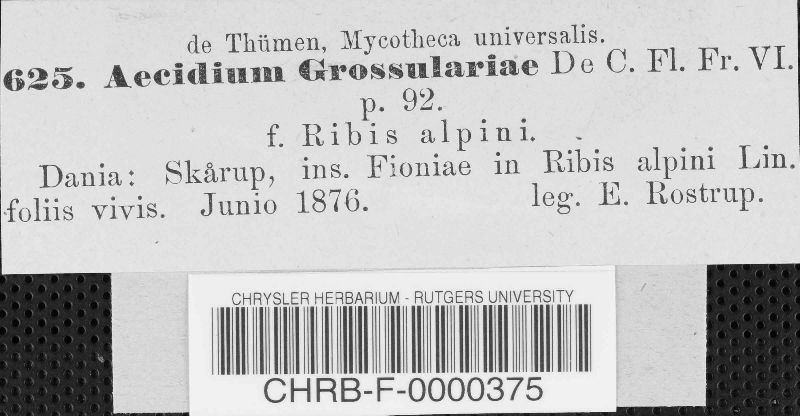 de Thümen, Mycotheca universalis.
625. Aecidium Grossulariae De C. Fl. Fr. VI.
p. 92.
f. Ribis alpini.
Dania: Skårup, ins. Fioniae in Ribis alpini Lin.
foliis vivis. Junio 1876. leg. E. Rostrup.
CHRYSLER HERBARIUM - RUTGERS UNIVERSITY
CHRB-F-0000375